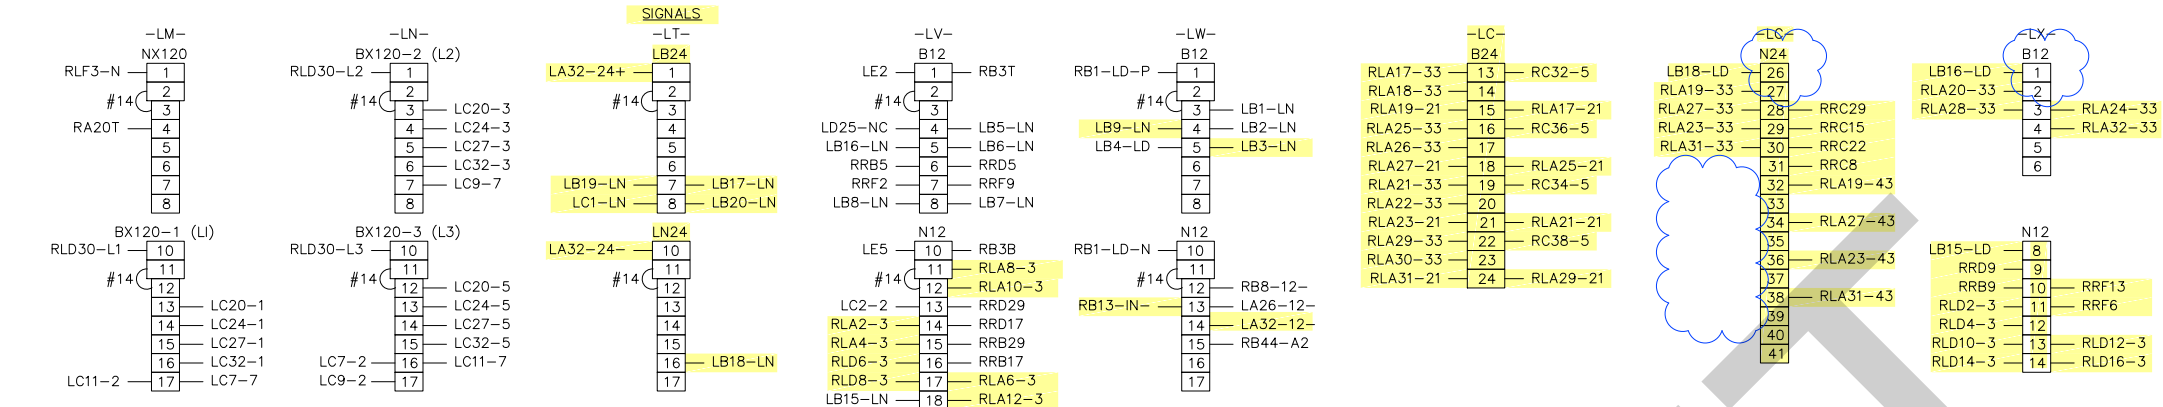 SIGNALS
-LM-
NX120
RLF3-N 1
2
#14
3
RA20T 4
5
6
7
8
BX120-1 (L1)
RLD30-L1 10
11
#14
12
13 LC20-1
14 LC24-1
15 LC27-1
16 LC32-1
LC11-2 17 LC7-7
-LN-
BX120-2 (L2)
RLD30-L2 1
2
#14
3 LC20-3
4 LC24-3
5 LC27-3
6 LC32-3
7 LC9-7
8
BX120-3 (L3)
RLD30-L3 10
11
#14
12 LC20-5
13 LC24-5
14 LC27-5
15 LC32-5
LC7-2 16 LC11-7
LC9-2 17
-LT-
LB24
LA32-24+ 1
2
#14
3
4
5
6
LB19-LN 7 LB17-LN
LC1-LN 8 LB20-LN
LN24
LA32-24- 10
11
#14
12
13
14
15
16 LB18-LN
17
-LV-
B12
LE2 1 RB3T
2
#14
3
LD25-NC 4 LB5-LN
LB16-LN 5 LB6-LN
RRB5 6 RRD5
RRF2 7 RRF9
LB8-LN 8 LB7-LN
N12
LE5 10 RB3B
11 RLA8-3
#14
12 RLA10-3
LC2-2 13 RRD29
RLA2-3 14 RRD17
RLA4-3 15 RRB29
RLD6-3 16 RRB17
RLD8-3 17 RLA6-3
LB15-LN 18 RLA12-3
-LW-
B12
RB1-LD-P 1
2
#14
3 LB1-LN
LB9-LN 4 LB2-LN
LB4-LD 5 LB3-LN
6
7
8
N12
RB1-LD-N 10
11
#14
12 RB8-12-
RB13-IN- 13 LA26-12-
14 LA32-12-
15 RB44-A2
16
17
-LC-
B24
RLA17-33 13 RC32-5
RLA18-33 14
RLA19-21 15 RLA17-21
RLA25-33 16 RC36-5
RLA26-33 17
RLA27-21 18 RLA25-21
RLA21-33 19 RC34-5
RLA22-33 20
RLA23-21 21 RLA21-21
RLA29-33 22 RC38-5
RLA30-33 23
RLA31-21 24 RLA29-21
-LC-
N24
LB18-LD 26
RLA19-33 27
RLA27-33 28 RRC29
RLA23-33 29 RRC15
RLA31-33 30 RRC22
31 RRC8
32 RLA19-43
33
34 RLA27-43
35
36 RLA23-43
37
38 RLA31-43
39
40
41
-LX-
B12
LB16-LD 1
RLA20-33 2
RLA28-33 3 RLA24-33
4 RLA32-33
5
6
N12
LB15-LD 8
RRD9 9
RRB9 10 RRF13
RLD2-3 11 RRF6
RLD4-3 12
RLD10-3 13 RLD12-3
RLD14-3 14 RLD16-3